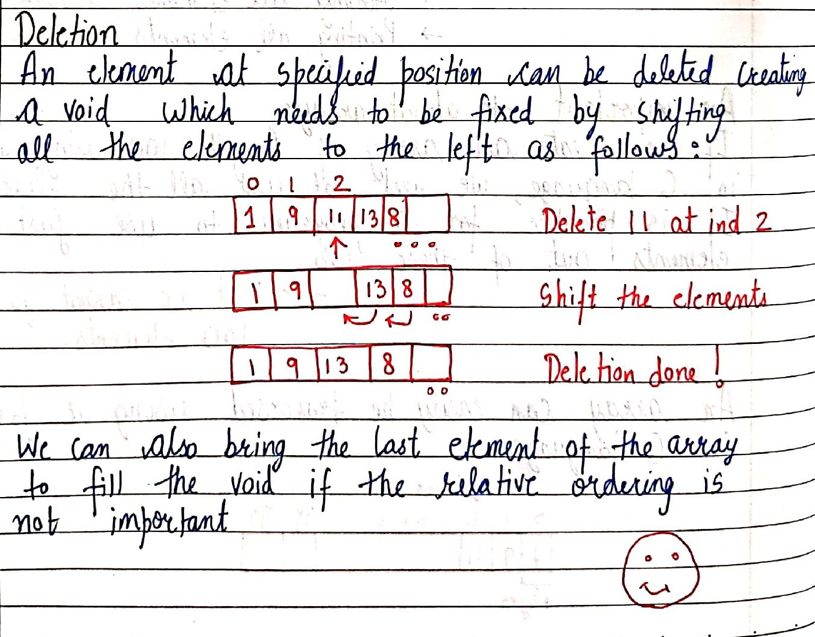 Deletion
An element at specified position can be deleted creating
a void which needs to be fixed by shifting
all the elements to the left as follows :
0 1 2
1 9 11 13 8 Delete 11 at ind 2
1 9 13 8 Shift the elements
1 9 13 8 Deletion done !
We can also bring the last element of the array
to fill the void if the relative ordering is
not important